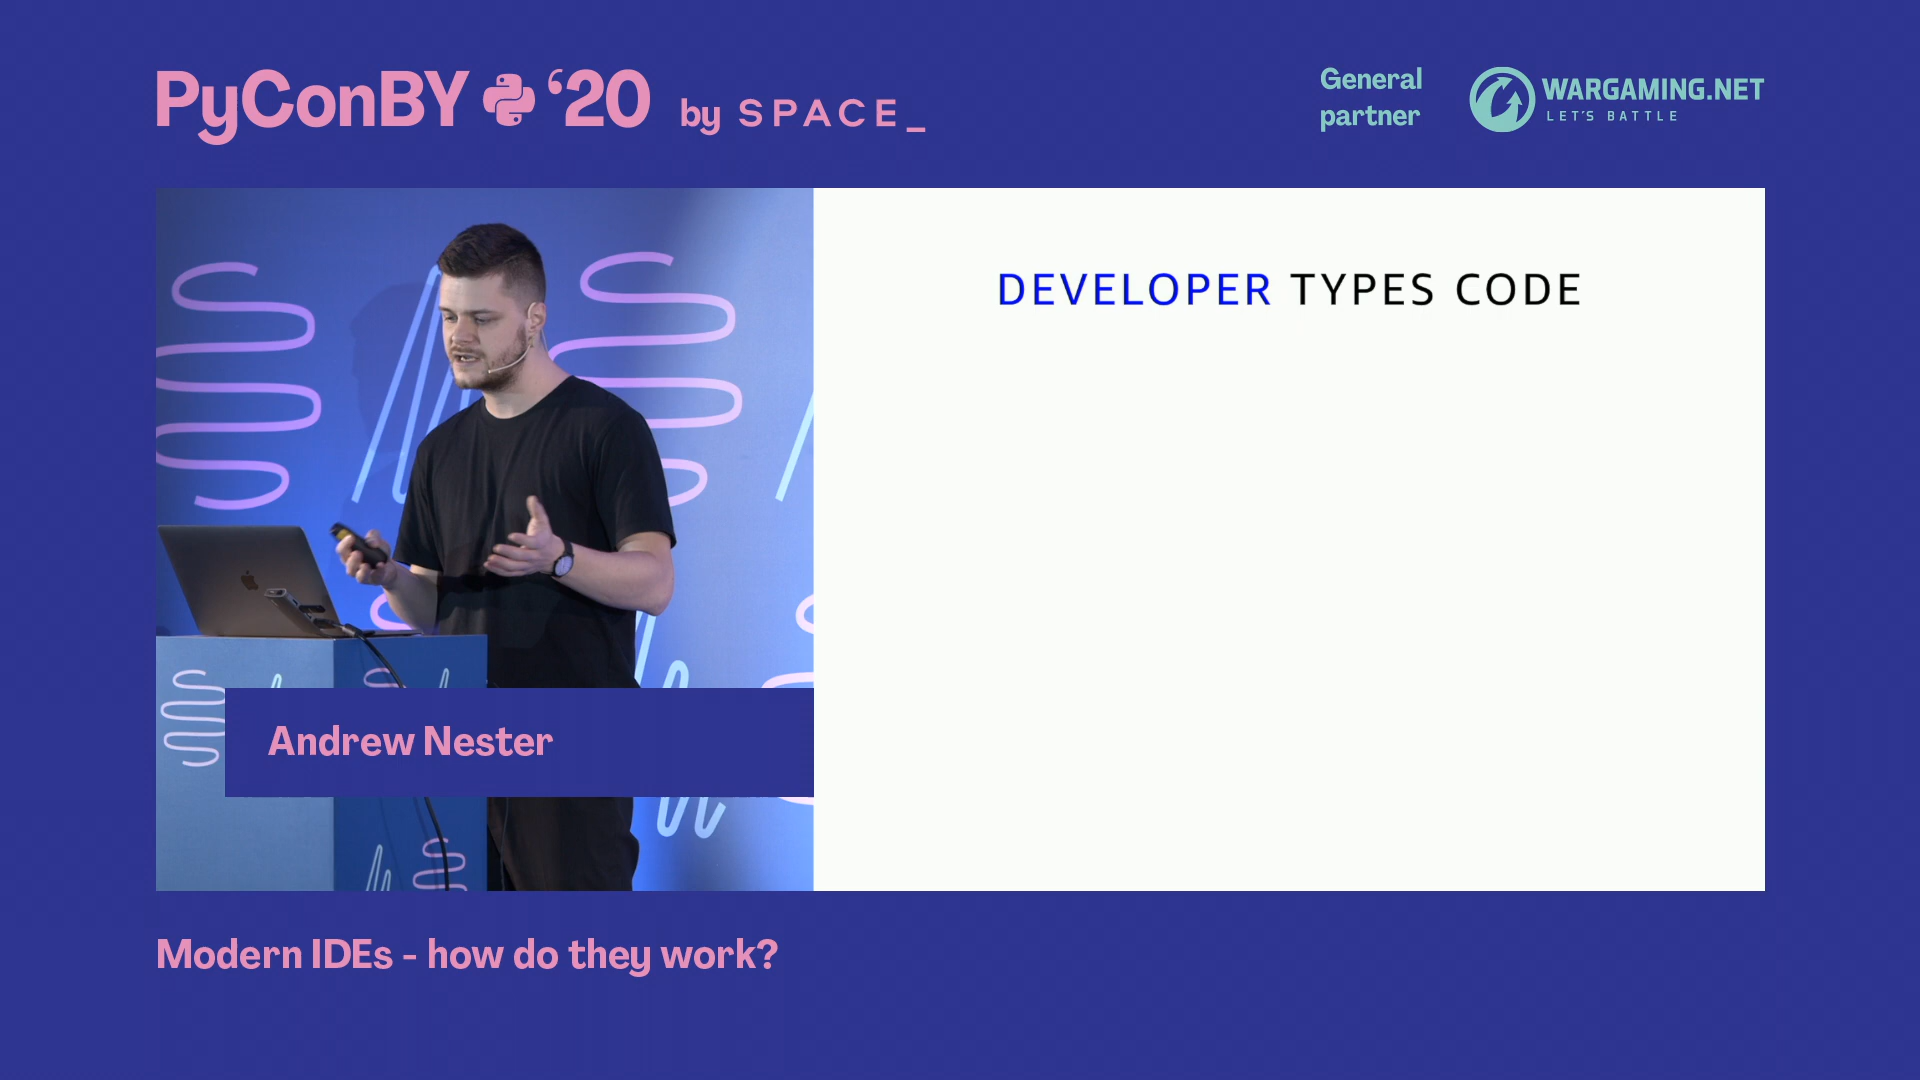 PyConBY ‘20 by SPACE_
General
partner
WARGAMING.NET
LET'S BATTLE
DEVELOPER TYPES CODE
Andrew Nester
Modern IDEs - how do they work?